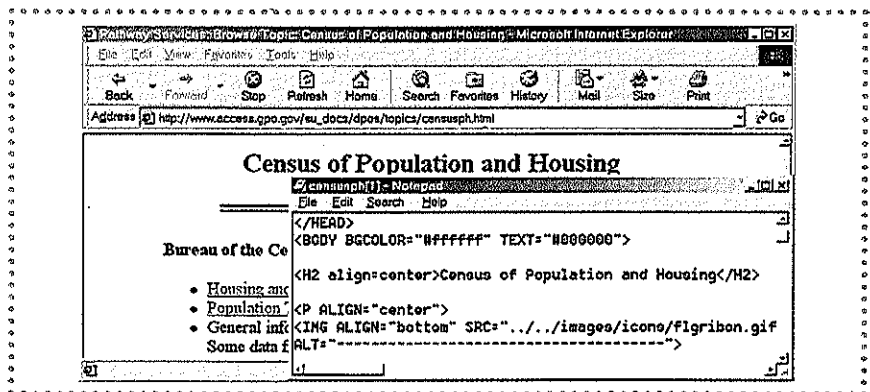 Pathway Services: Browse Topic: Census of Population and Housing - Microsoft Internet Explorer
File Edit View Favorites Tools Help
Back Forward Stop Refresh Home Search Favorites History Mail Size Print »
Address http://www.access.gpo.gov/su_docs/dpos/topics/censusph.html Go
Census of Population and Housing
censusph[1] - Notepad
File Edit Search Help
</HEAD>
<BODY BGCOLOR="#ffffff" TEXT="#000000">
Bureau of the Ce
<H2 align=center>Census of Population and Housing</H2>
• Housing and
• Population
<P ALIGN="center">
• General info
<IMG ALIGN="bottom" SRC="../../images/icons/flgribon.gif
Some data f
ALT="--------------------------------------">